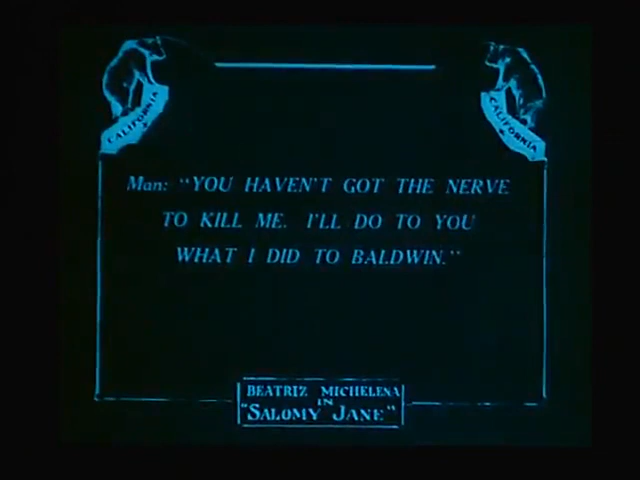 CALIFORNIA
CALIFORNIA
Man: "YOU HAVEN'T GOT THE NERVE
TO KILL ME. I'LL DO TO YOU
WHAT I DID TO BALDWIN."
BEATRIZ MICHELENA
IN
"SALOMY JANE"